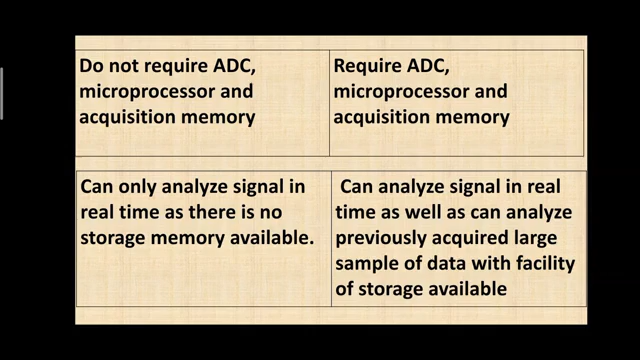 Do not require ADC,
microprocessor and
acquisition memory
Require ADC,
microprocessor and
acquisition memory
Can only analyze signal in
real time as there is no
storage memory available.
Can analyze signal in real
time as well as can analyze
previously acquired large
sample of data with facility
of storage available